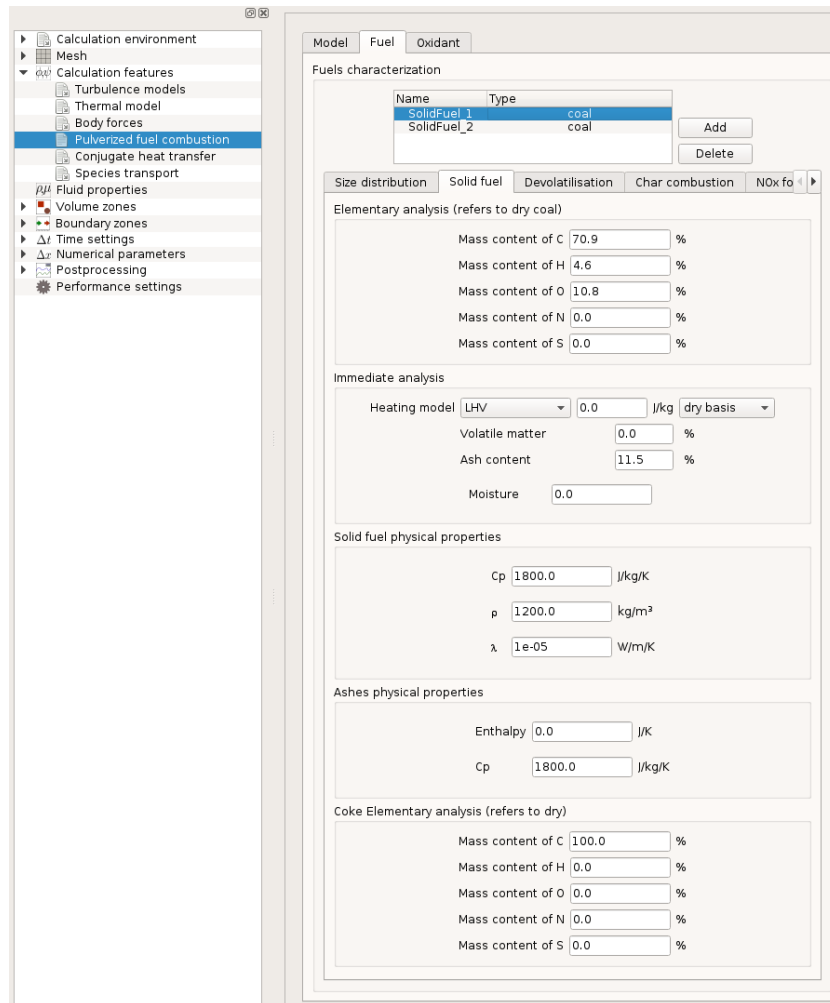 Calculation environment
Mesh
αφψ Calculation features
Turbulence models
Thermal model
Body forces
Pulverized fuel combustion
Conjugate heat transfer
Species transport
ρμ Fluid properties
Volume zones
Boundary zones
Δt Time settings
Δx Numerical parameters
Postprocessing
Performance settings
Model Fuel Oxidant
Fuels characterization
Name Type
SolidFuel_1 coal
SolidFuel_2 coal
Add
Delete
Size distribution Solid fuel Devolatilisation Char combustion NOx fo
Elementary analysis (refers to dry coal)
Mass content of C 70.9 %
Mass content of H 4.6 %
Mass content of O 10.8 %
Mass content of N 0.0 %
Mass content of S 0.0 %
Immediate analysis
Heating model LHV 0.0 J/kg dry basis
Volatile matter 0.0 %
Ash content 11.5 %
Moisture 0.0
Solid fuel physical properties
Cp 1800.0 J/kg/K
ρ 1200.0 kg/m³
λ 1e-05 W/m/K
Ashes physical properties
Enthalpy 0.0 J/K
Cp 1800.0 J/kg/K
Coke Elementary analysis (refers to dry)
Mass content of C 100.0 %
Mass content of H 0.0 %
Mass content of O 0.0 %
Mass content of N 0.0 %
Mass content of S 0.0 %